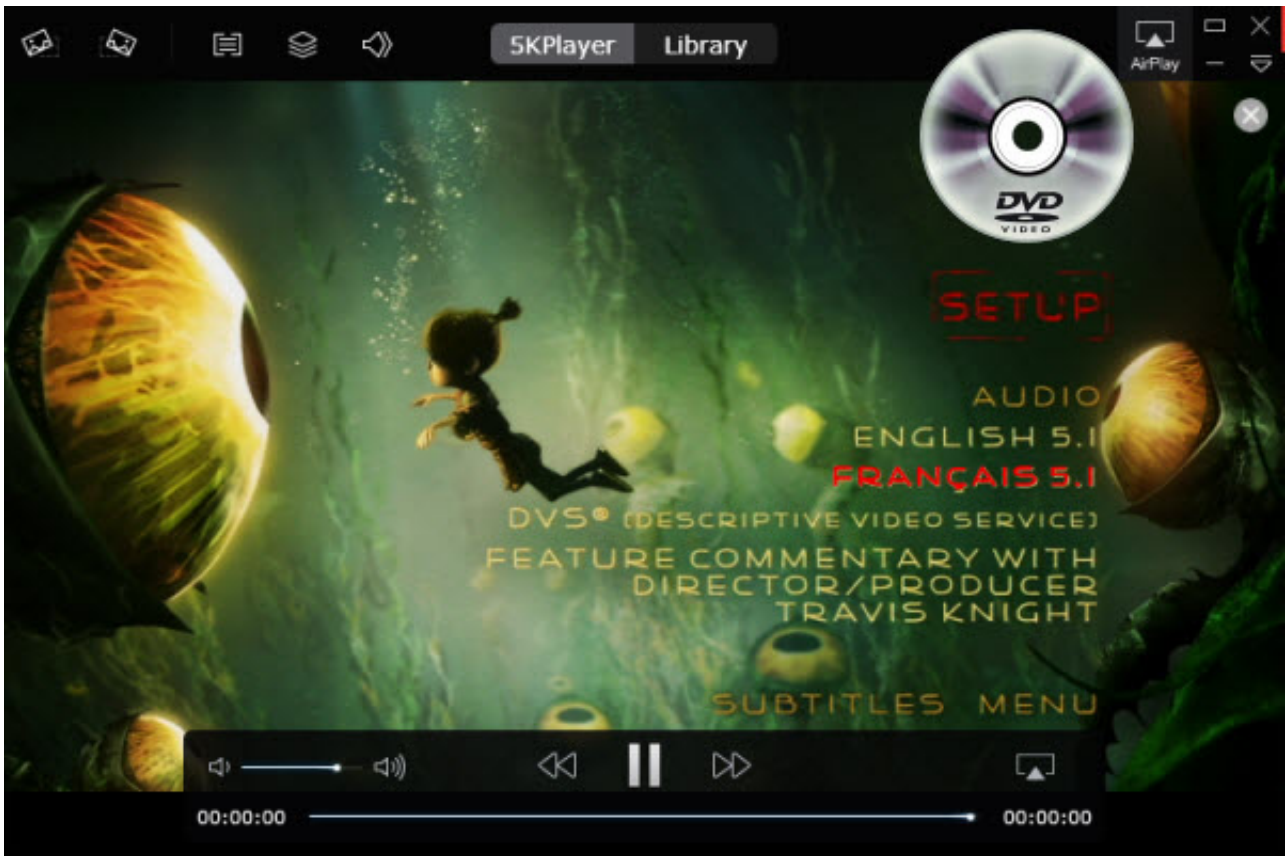 5KPlayer Library
AirPlay
DVD
VIDEO
SETUP
AUDIO
ENGLISH 5.1
FRANÇAIS 5.1
DVS® (DESCRIPTIVE VIDEO SERVICE)
FEATURE COMMENTARY WITH
DIRECTOR/PRODUCER
TRAVIS KNIGHT
SUBTITLES MENU
00:00:00 00:00:00